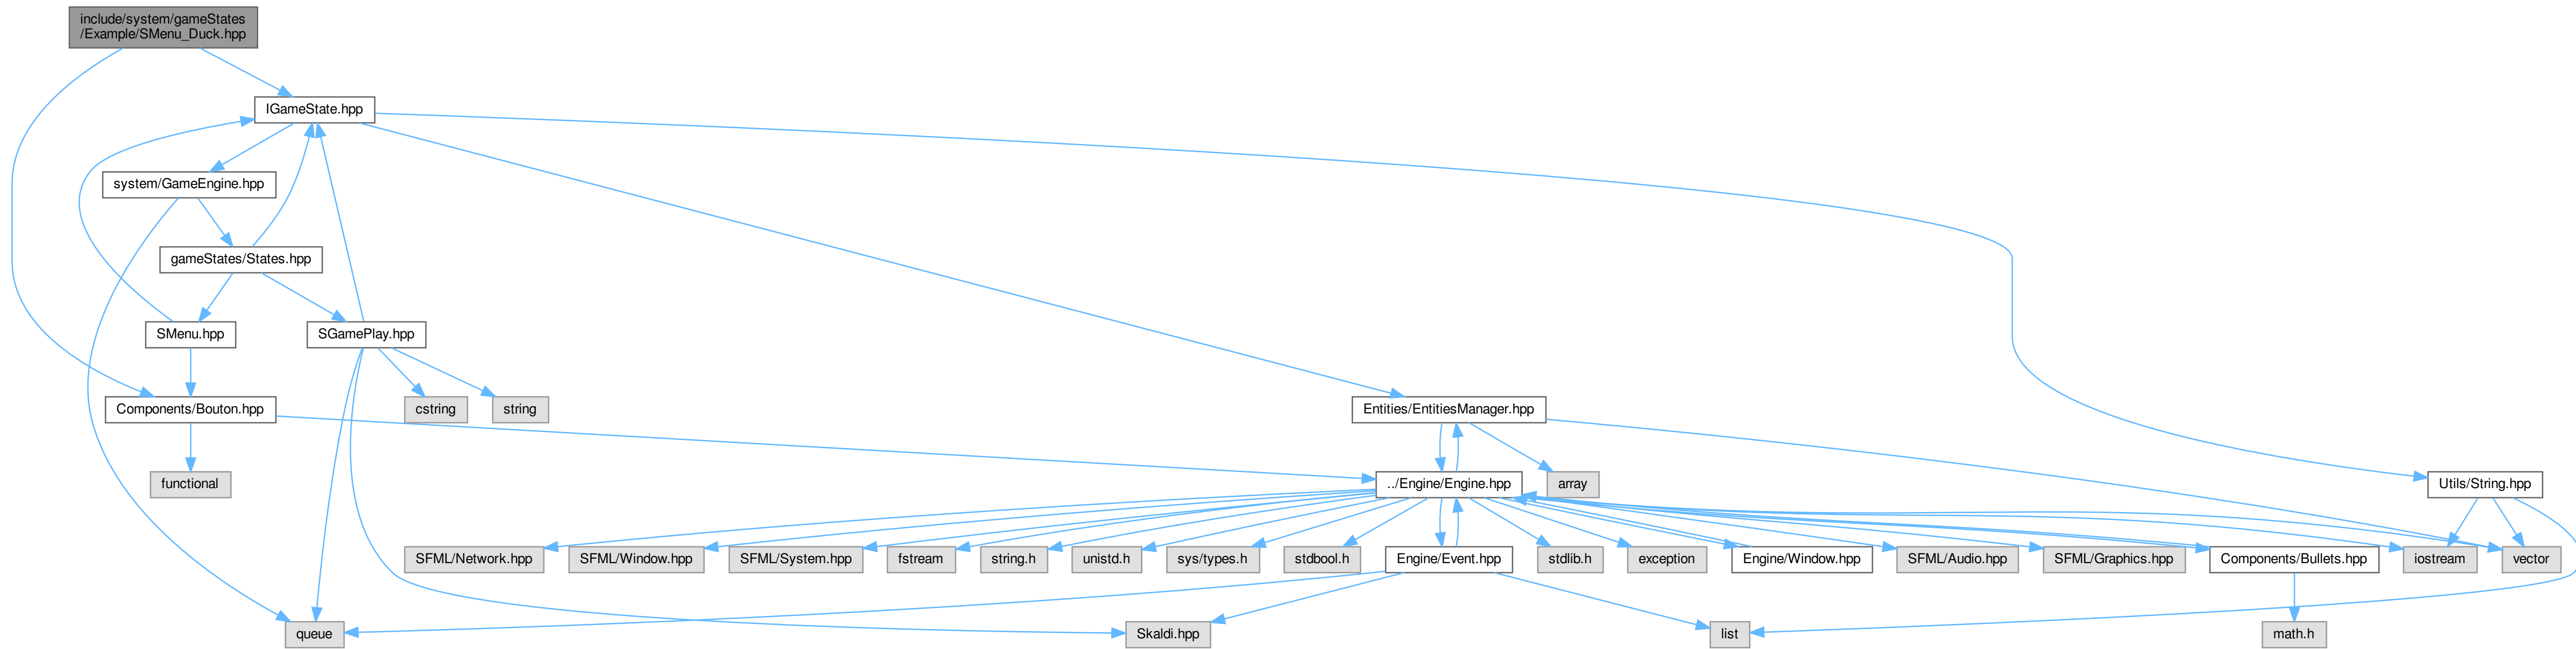 include/system/gameStates
/Example/SMenu_Duck.hpp
IGameState.hpp
system/GameEngine.hpp
gameStates/States.hpp
SMenu.hpp
SGamePlay.hpp
Components/Bouton.hpp
cstring
string
Entities/EntitiesManager.hpp
functional
../Engine/Engine.hpp
array
Utils/String.hpp
SFML/Network.hpp
SFML/Window.hpp
SFML/System.hpp
fstream
string.h
unistd.h
sys/types.h
stdbool.h
Engine/Event.hpp
stdlib.h
exception
Engine/Window.hpp
SFML/Audio.hpp
SFML/Graphics.hpp
Components/Bullets.hpp
iostream
vector
queue
Skaldi.hpp
list
math.h